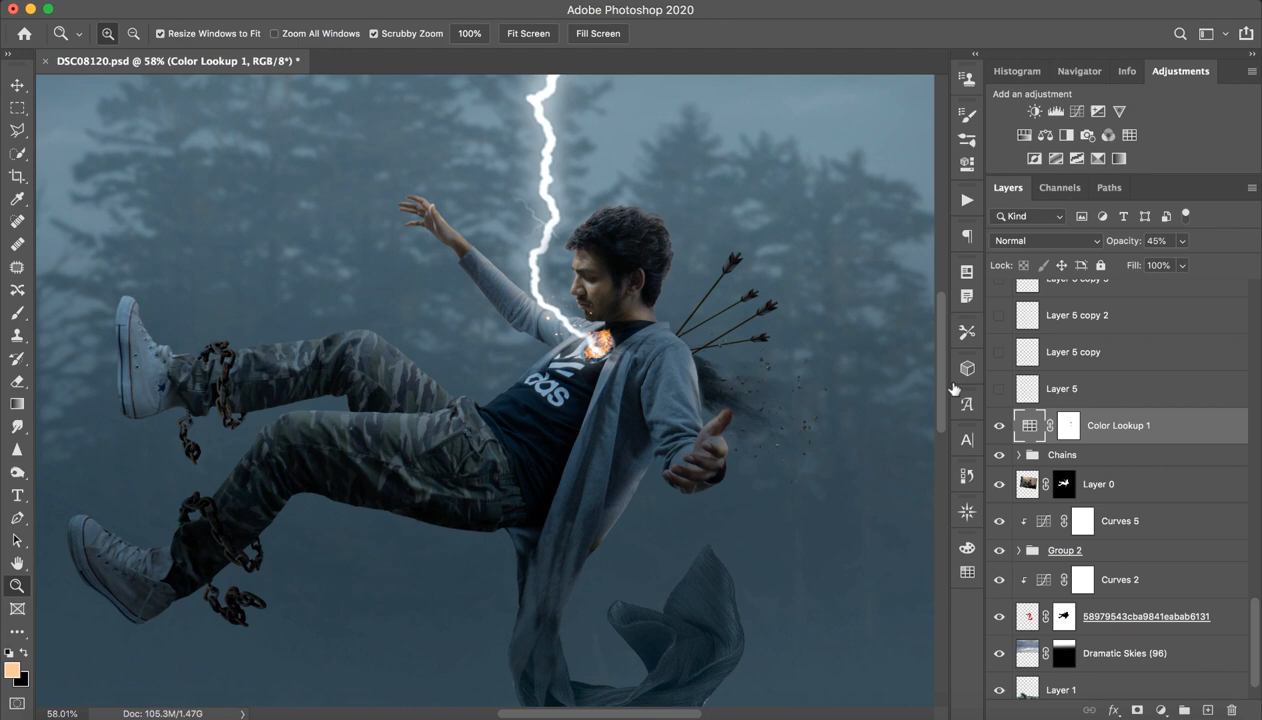 Adobe Photoshop 2020
Resize Windows to Fit
Zoom All Windows
Scrubby Zoom
100%
Fit Screen
Fill Screen
DSC08120.psd @ 58% (Color Lookup 1, RGB/8*) *
Histogram
Navigator
Info
Adjustments
Add an adjustment
Layers
Channels
Paths
Kind
Normal
Opacity: 45%
Lock:
Fill: 100%
Layer 5 copy 3
Layer 5 copy 2
Layer 5 copy
Layer 5
Color Lookup 1
Chains
Layer 0
Curves 5
Group 2
Curves 2
58979543cba9841eabab6131
Dramatic Skies (96)
Layer 1
adidas
58.01%
Doc: 105.3M/1.47G